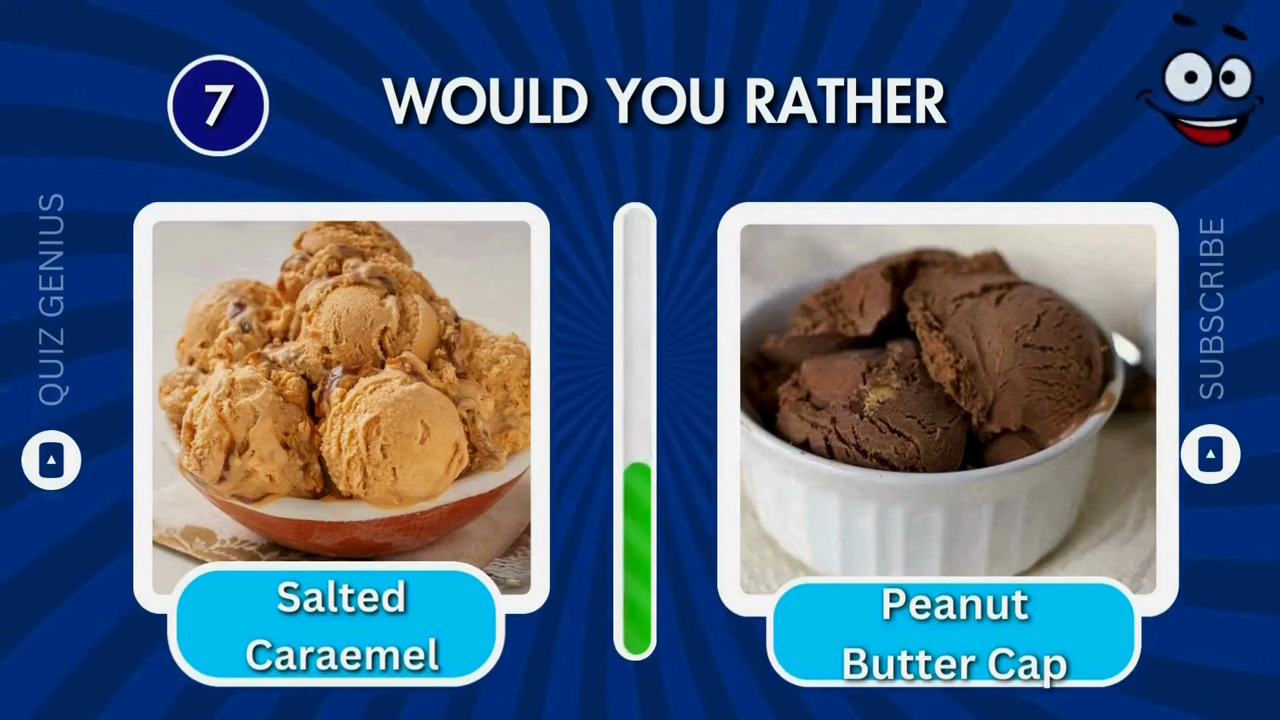 7
WOULD YOU RATHER
QUIZ GENIUS
SUBSCRIBE
Salted
Caraemel
Peanut
Butter Cap